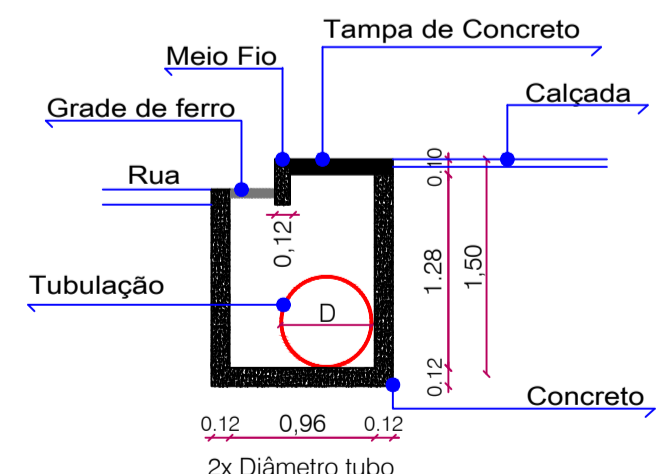 Tampa de Concreto
Meio Fio
Calçada
Grade de ferro
Rua
0.10
0,12
1.28
1,50
Tubulação
D
0.12
Concreto
0.12 0,96 0.12
2x Diâmetro tubo